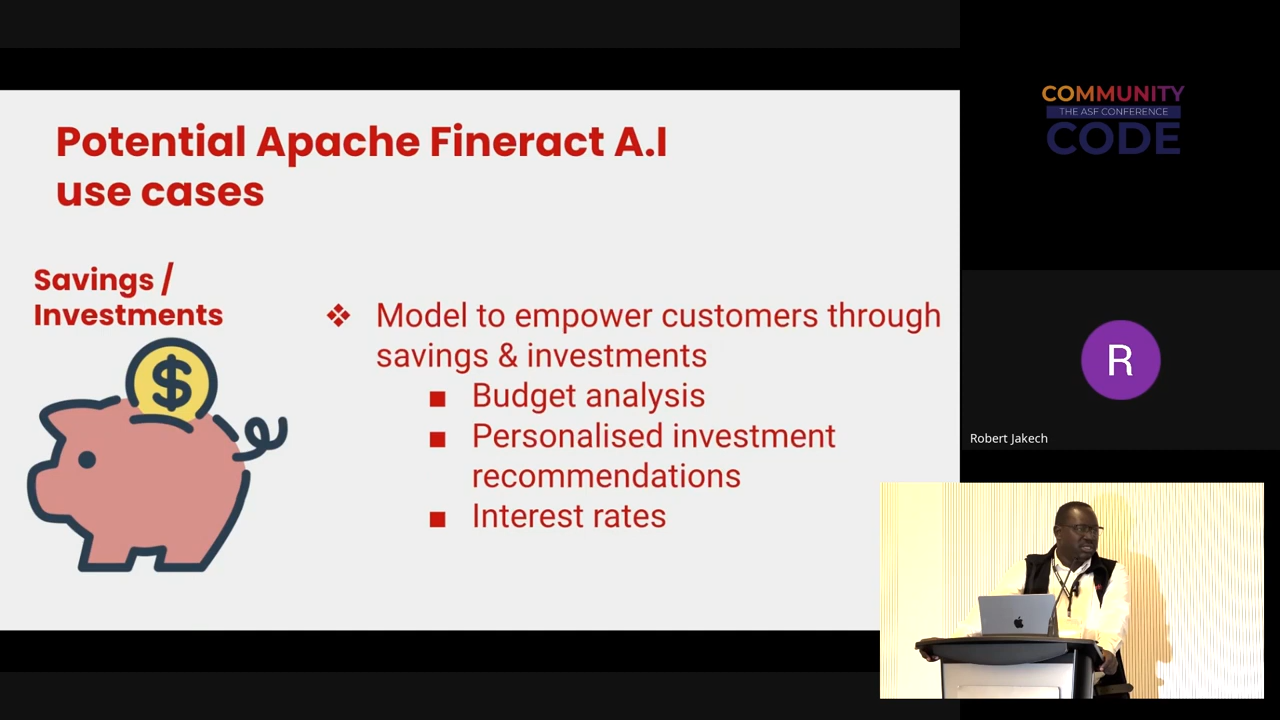 Potential Apache Fineract A.I
use cases
Savings /
Investments
$
❖ Model to empower customers through
savings & investments
■ Budget analysis
■ Personalised investment
recommendations
■ Interest rates
COMMUNITY
THE ASF CONFERENCE
CODE
R
Robert Jakech